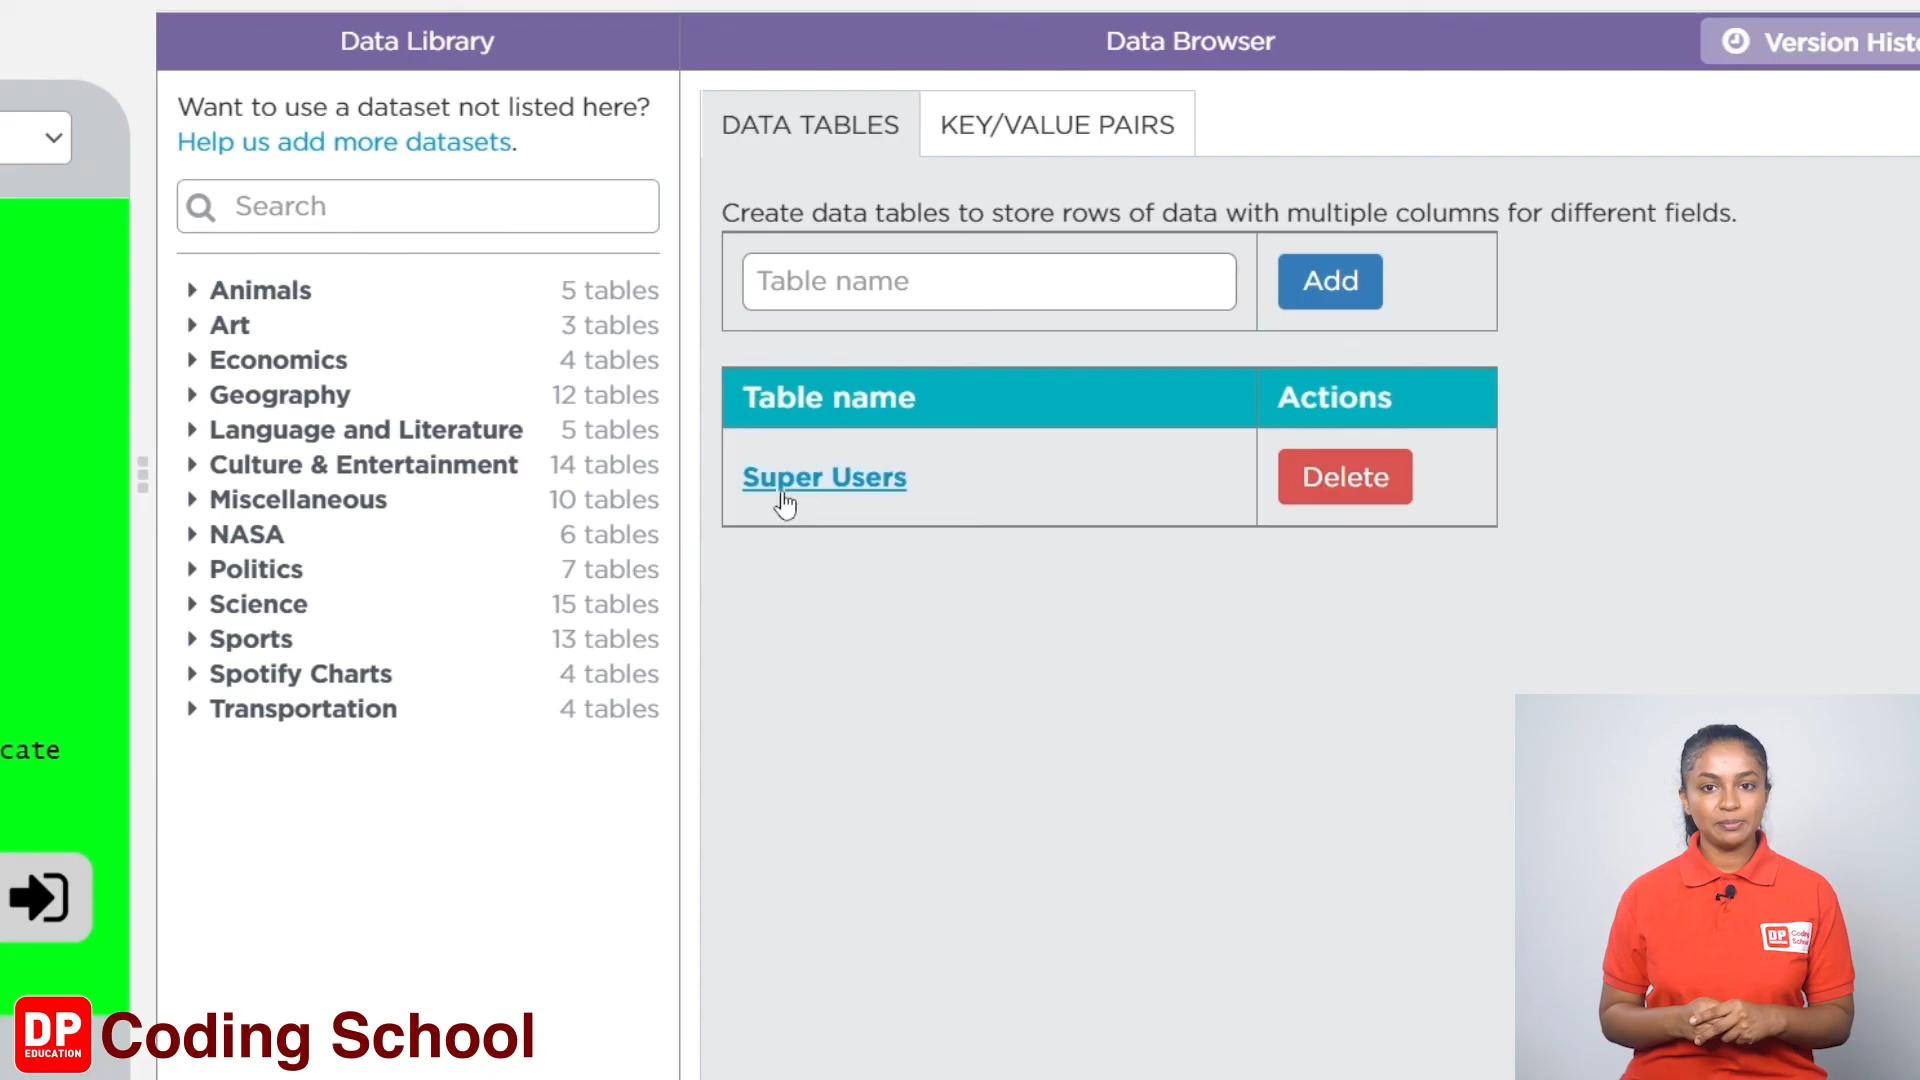 Data Library
Data Browser
Version Histo
Want to use a dataset not listed here?
Help us add more datasets.
Search
Animals 5 tables
Art 3 tables
Economics 4 tables
Geography 12 tables
Language and Literature 5 tables
Culture & Entertainment 14 tables
Miscellaneous 10 tables
NASA 6 tables
Politics 7 tables
Science 15 tables
Sports 13 tables
Spotify Charts 4 tables
Transportation 4 tables
DATA TABLES
KEY/VALUE PAIRS
Create data tables to store rows of data with multiple columns for different fields.
Table name
Add
Table name Actions
Super Users Delete
cate
DP
EDUCATION
Coding School
DP
Coding
School